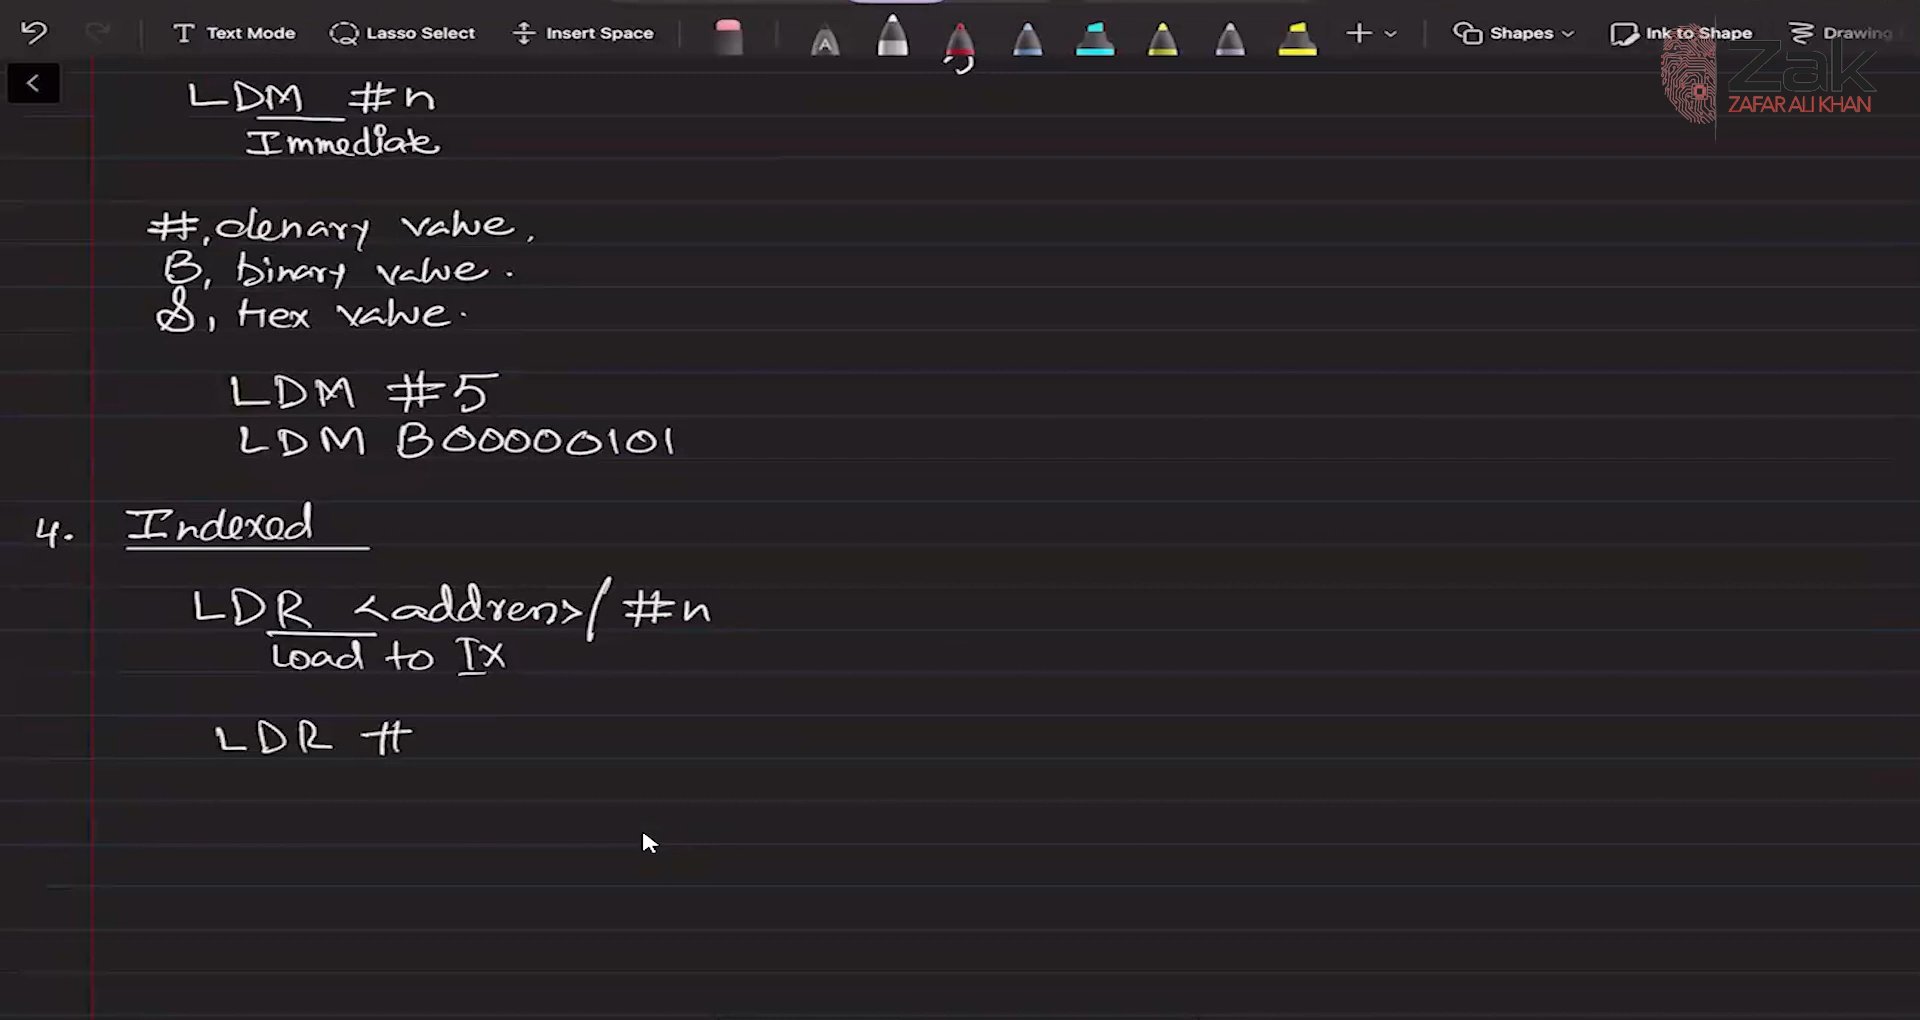 Text Mode Lasso Select Insert Space Shapes Ink to Shape Drawing
Zak
ZAFAR ALI KHAN
LDM #n
Immediate
#, denary value,
B, binary value.
&, Hex value.
LDM #5
LDM B00000101
4. Indexed
LDR <address>/ #n
Load to IX
LDR #